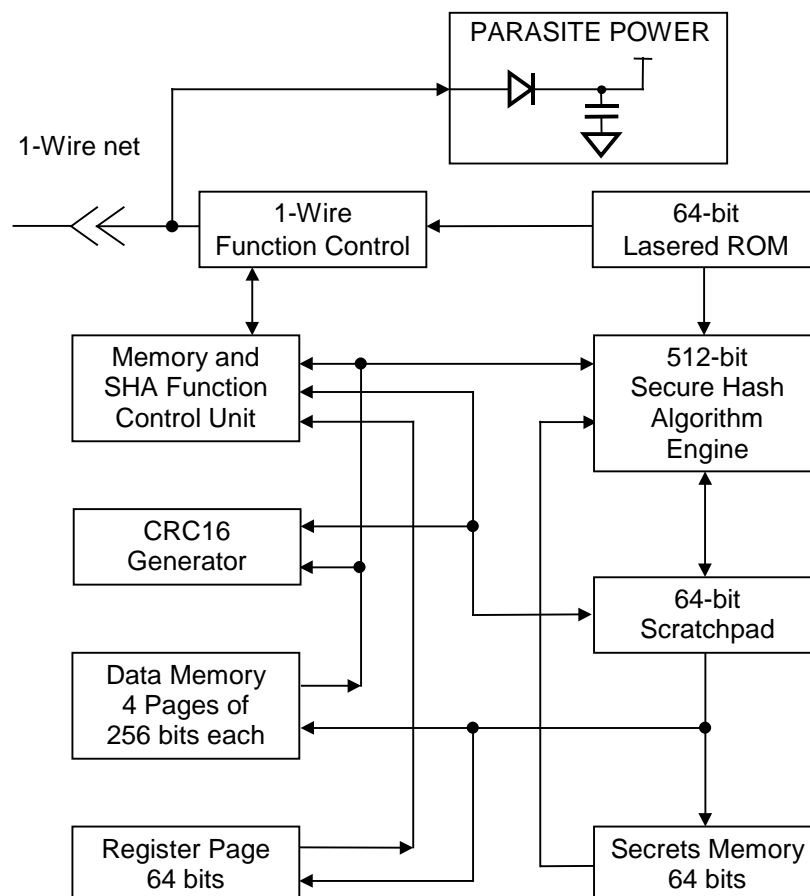 PARASITE POWER
1-Wire net
1-Wire
Function Control
64-bit
Lasered ROM
Memory and
SHA Function
Control Unit
512-bit
Secure Hash
Algorithm
Engine
CRC16
Generator
64-bit
Scratchpad
Data Memory
4 Pages of
256 bits each
Register Page
64 bits
Secrets Memory
64 bits